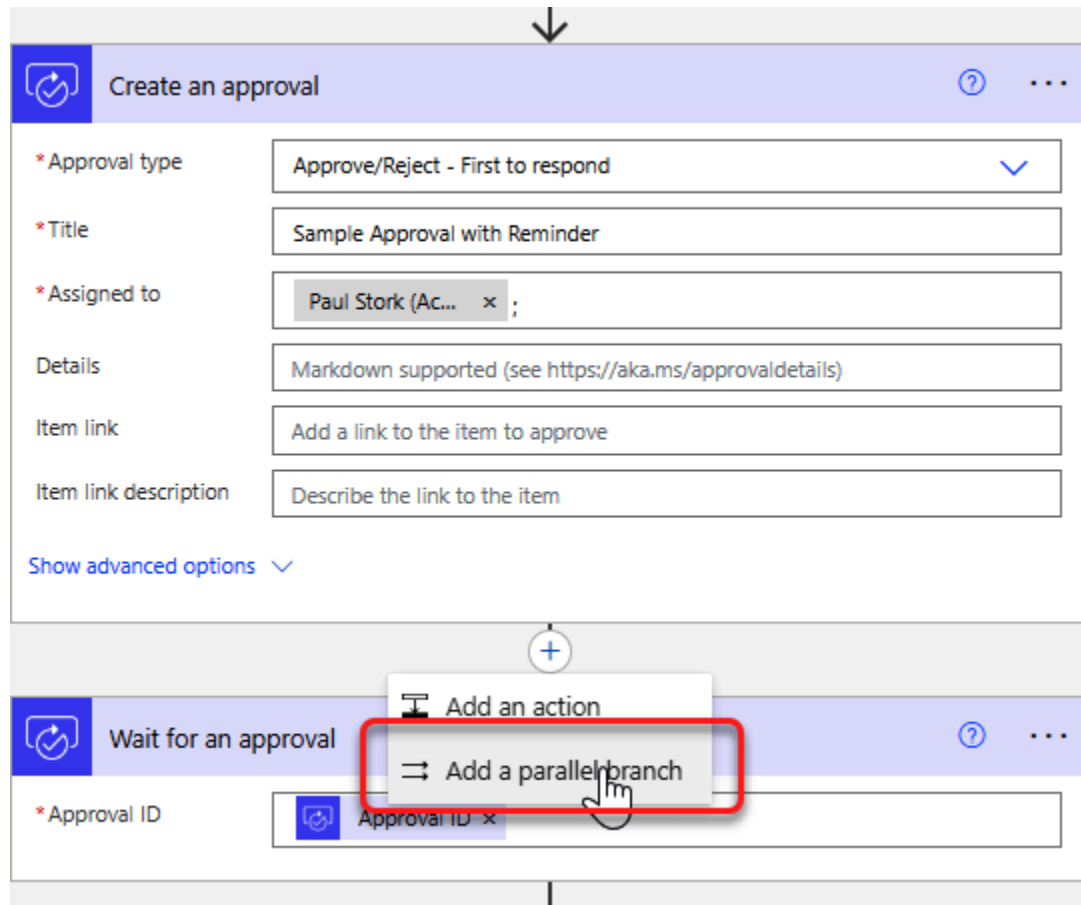 Create an approval
*Approval type
Approve/Reject - First to respond
*Title
Sample Approval with Reminder
*Assigned to
Paul Stork (Ac... × ;
Details
Markdown supported (see https://aka.ms/approvaldetails)
Item link
Add a link to the item to approve
Item link description
Describe the link to the item
Show advanced options
Add an action
Wait for an approval
Add a parallel branch
*Approval ID
Approval ID ×